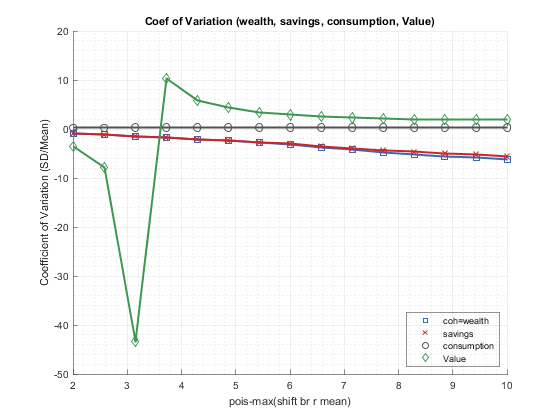 Coef of Variation (wealth, savings, consumption, Value)
20
10
0
-10
-20
-30
-40
-50
Coefficient of Variation (SD/Mean)
coh=wealth
savings
consumption
Value
2 3 4 5 6 7 8 9 10
pois-max(shift br r mean)